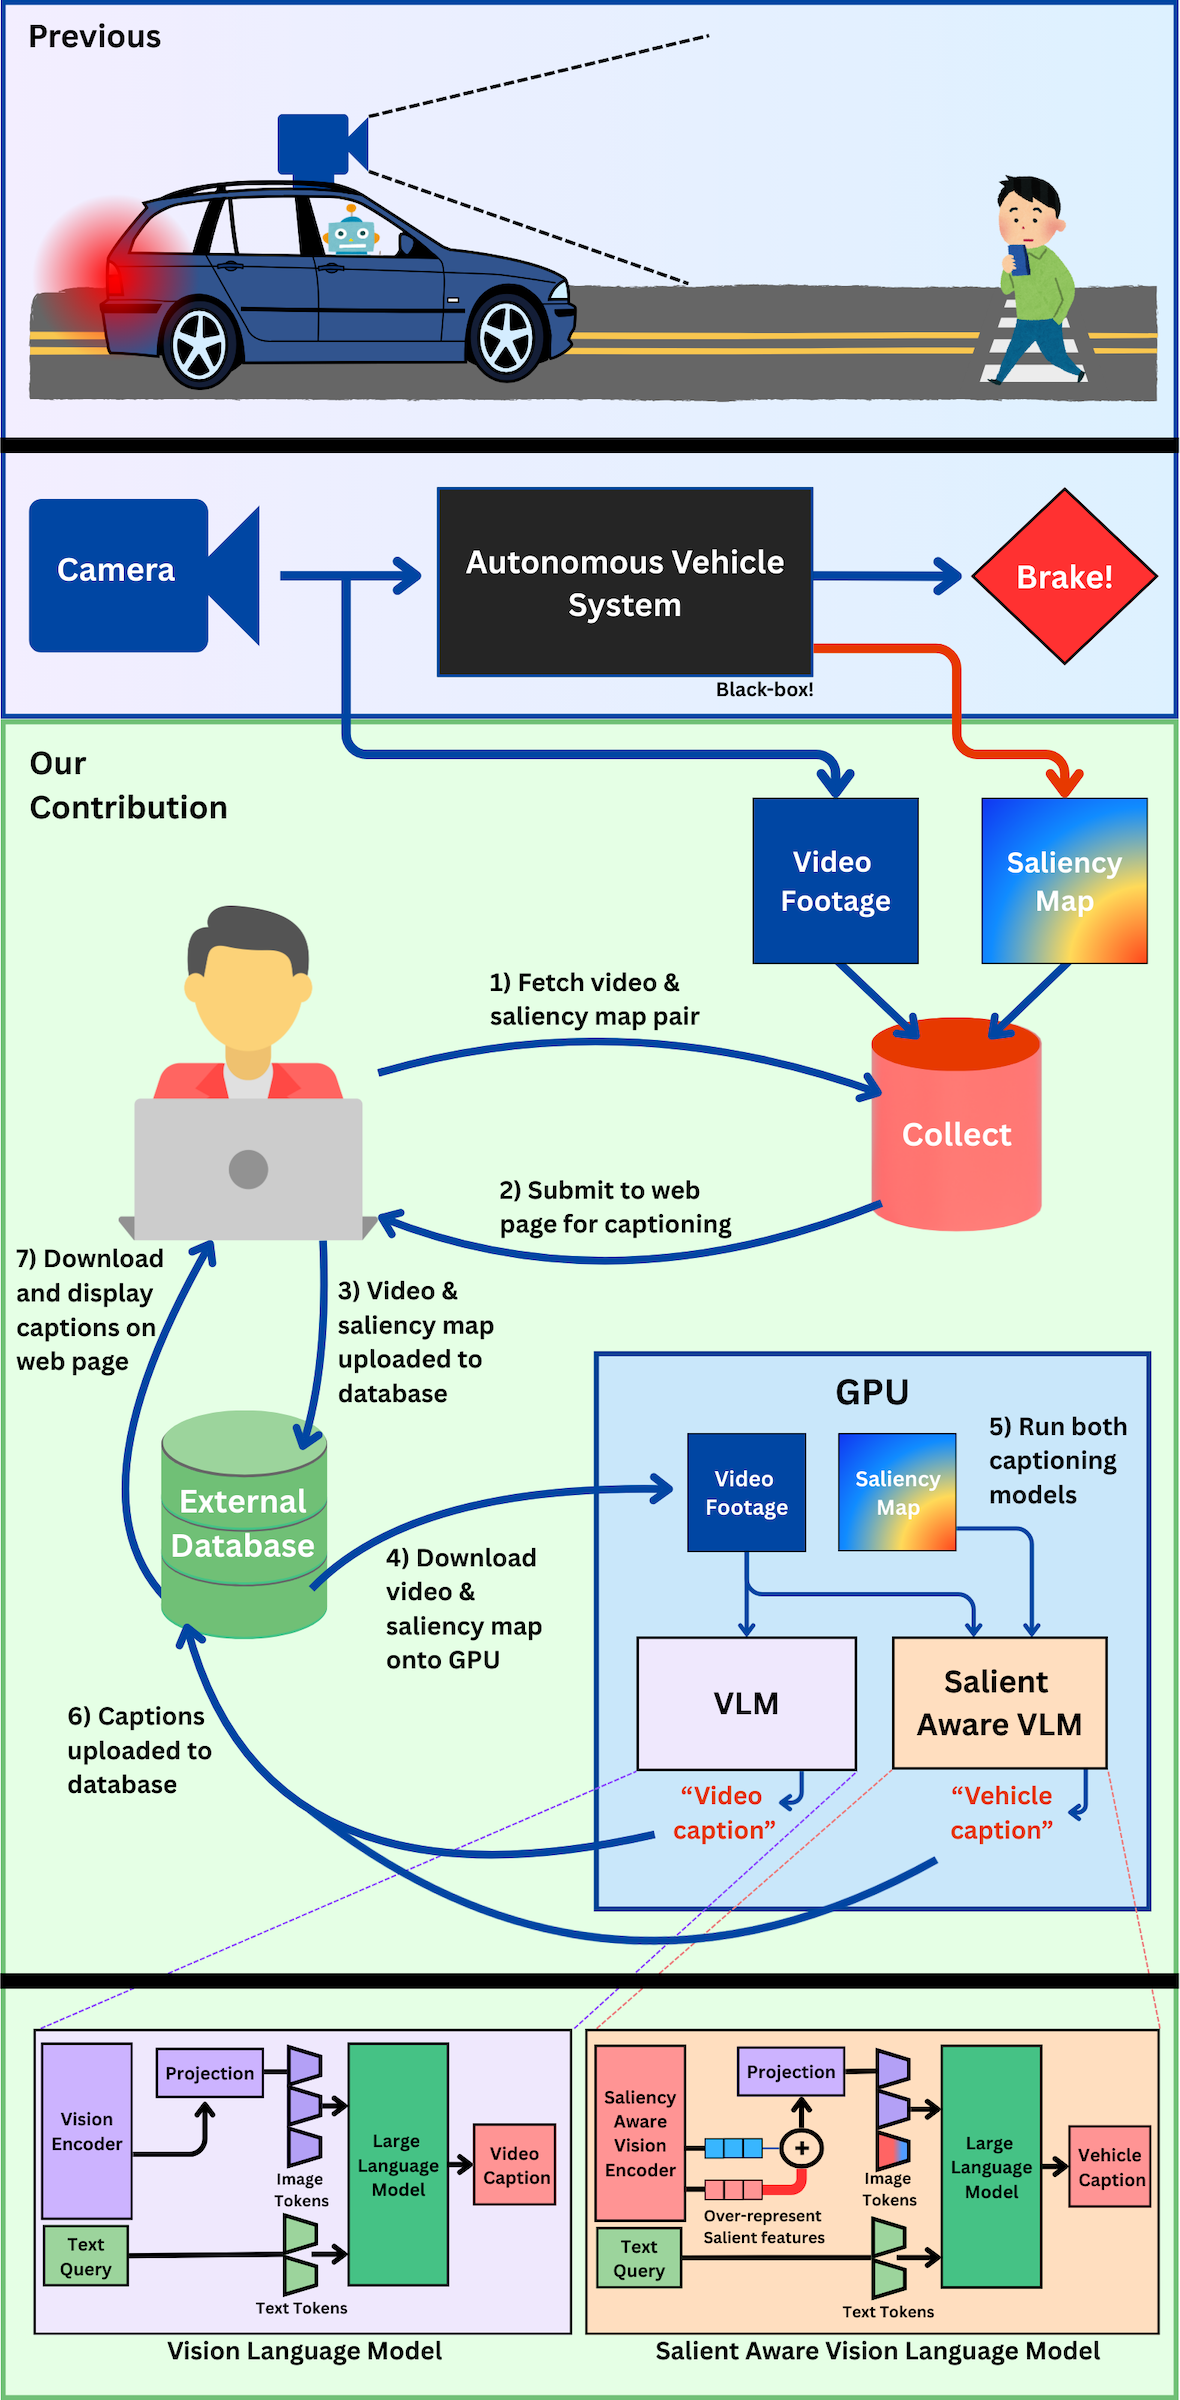 Previous
Camera
Autonomous Vehicle
System
Brake!
Black-box!
Our
Contribution
Video
Footage
Saliency
Map
1) Fetch video &
saliency map pair
Collect
2) Submit to web
page for captioning
7) Download
and display
captions on
web page
3) Video &
saliency map
uploaded to
database
GPU
5) Run both
captioning
models
Video
Footage
Saliency
Map
External
Database
4) Download
video &
saliency map
onto GPU
VLM
Salient
Aware VLM
6) Captions
uploaded to
database
“Video
caption”
“Vehicle
caption”
Vision
Encoder
Projection
Image
Tokens
Large
Language
Model
Video
Caption
Text
Query
Text Tokens
Vision Language Model
Saliency
Aware
Vision
Encoder
Projection
+
Over-represent
Salient features
Image
Tokens
Large
Language
Model
Vehicle
Caption
Text
Query
Text Tokens
Salient Aware Vision Language Model